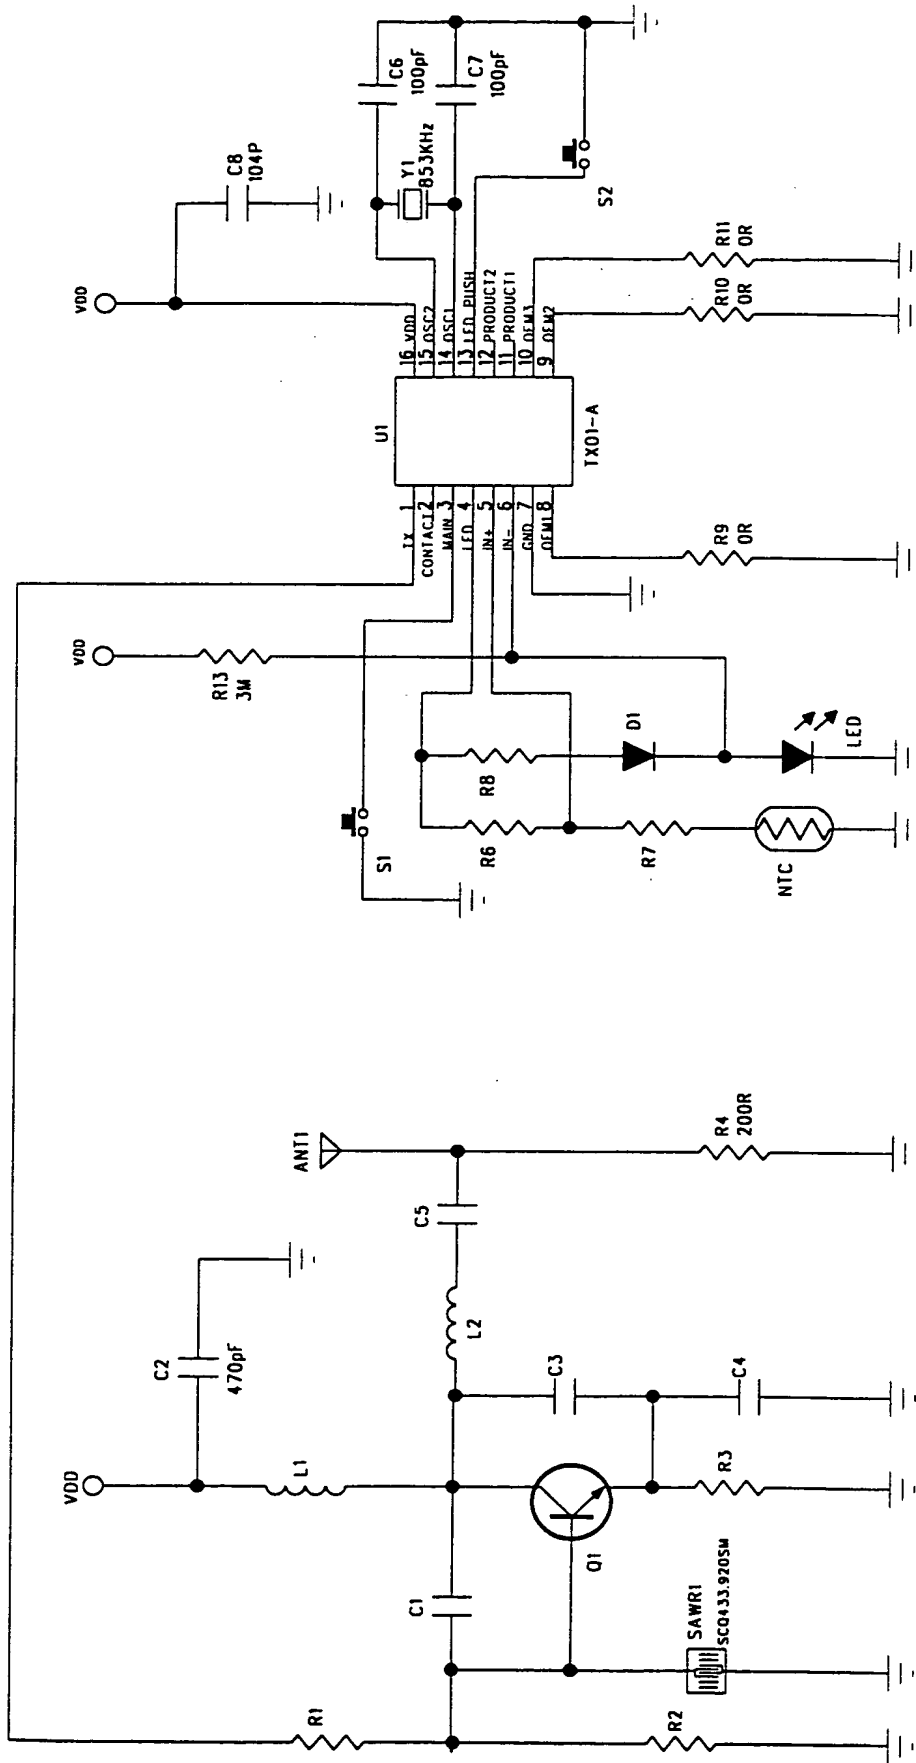 VDD
C8
104P
C6
100pF
C7
100pF
Y1
853KHz
S2
U1
TX01-A
16 VDD
15 OSC2
14 OSC1
13 LED PUSH
12 PRODUCT2
11 PRODUCT1
10 OEM3
9 OEM2
R11
0R
R10
0R
TX 1
CONTACT 2
MAIN 3
LED 4
IN+ 5
IN- 6
GND 7
OEM1 8
R9
0R
VDD
R13
3M
S1
R8
R6
D1
LED
R7
NTC
ANT1
R4
200R
C5
L2
C2
470pF
VDD
L1
C3
C4
R3
Q1
C1
SAWR1
SCQ433.920SM
R1
R2